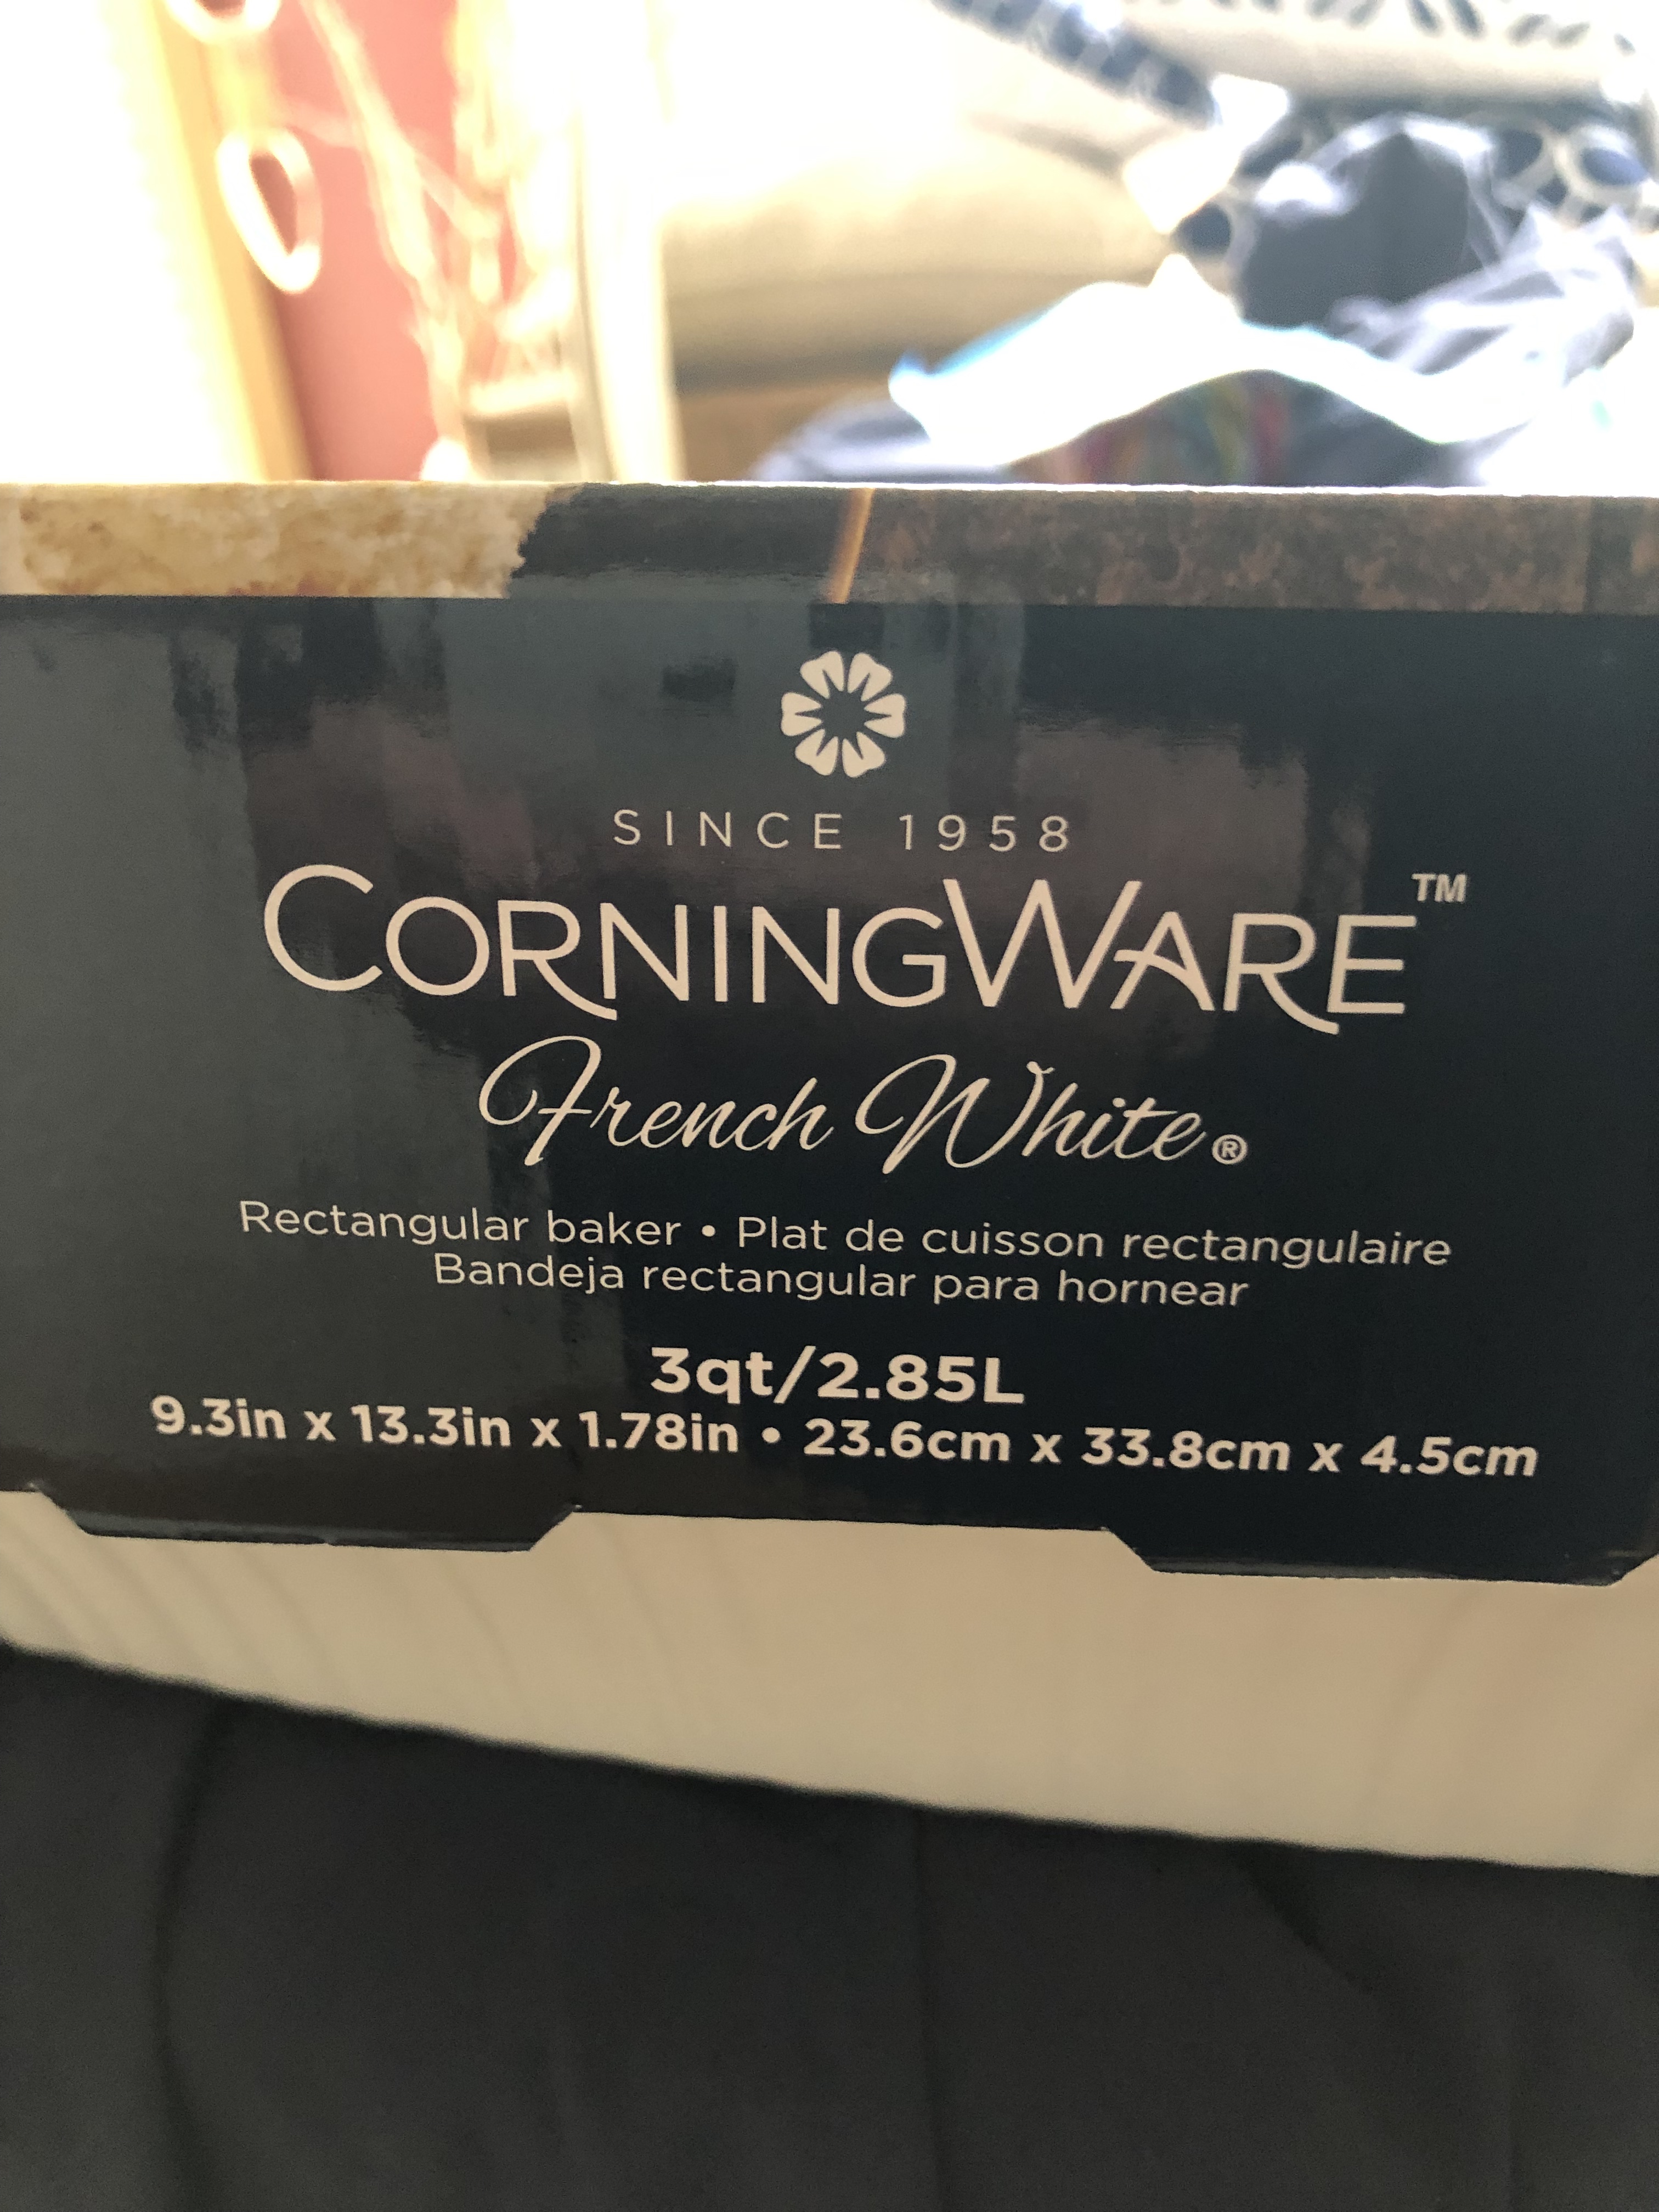 SINCE 1958
CORNINGWARE™
French White®
Rectangular baker • Plat de cuisson rectangulaire
Bandeja rectangular para hornear
3qt/2.85L
9.3in x 13.3in x 1.78in • 23.6cm x 33.8cm x 4.5cm